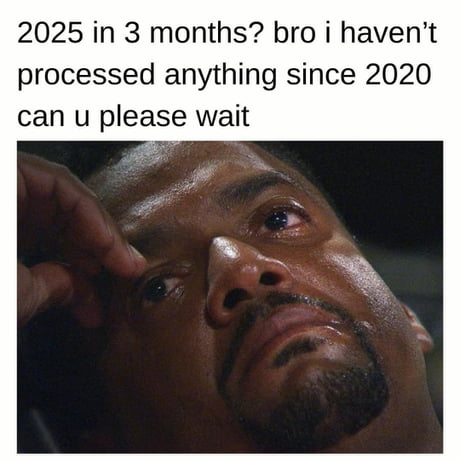 2025 in 3 months? bro i haven’t
processed anything since 2020
can u please wait